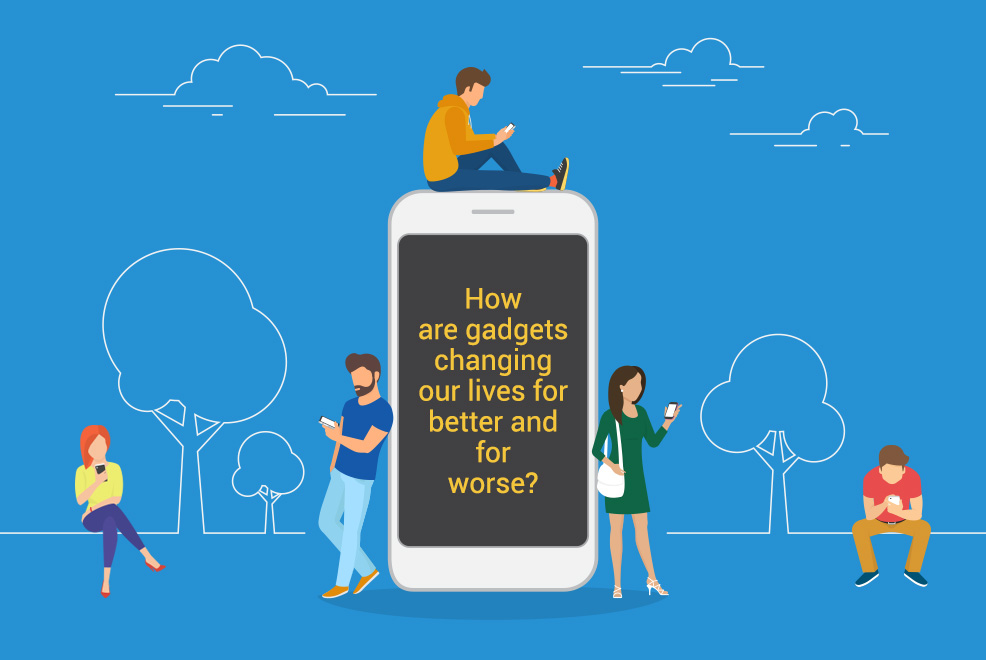 How
are gadgets
changing
our lives for
better and
for
worse?